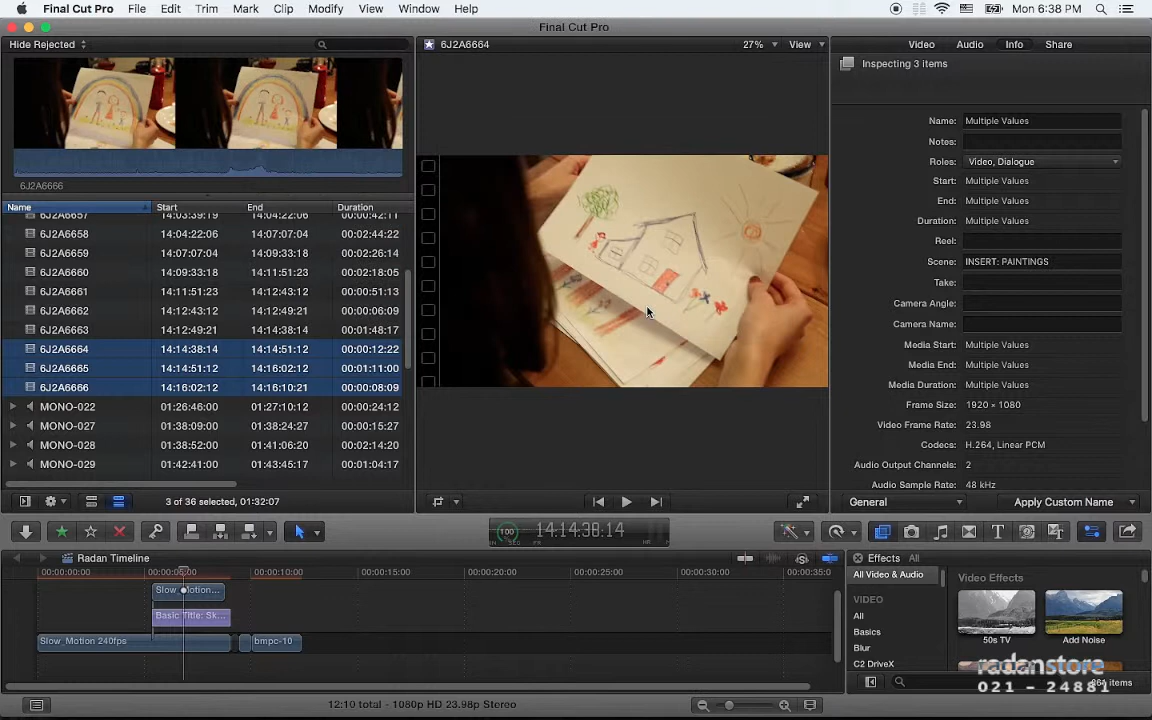 Final Cut Pro File Edit Trim Mark Clip Modify View Window Help Mon 6:38 PM
Final Cut Pro
Hide Rejected
6J2A6664 27% View
Video Audio Info Share
Inspecting 3 items
6J2A6666
Name Start End Duration
6J2A6657 14:03:39:19 14:04:22:06 00:00:42:11
6J2A6658 14:04:22:06 14:07:07:04 00:02:44:22
6J2A6659 14:07:07:04 14:09:33:18 00:02:26:14
6J2A6660 14:09:33:18 14:11:51:23 00:02:18:05
6J2A6661 14:11:51:23 14:12:43:12 00:00:51:13
6J2A6662 14:12:43:12 14:12:49:21 00:00:06:09
6J2A6663 14:12:49:21 14:14:38:14 00:01:48:17
6J2A6664 14:14:38:14 14:14:51:12 00:00:12:22
6J2A6665 14:14:51:12 14:16:02:12 00:01:11:00
6J2A6666 14:16:02:12 14:16:10:21 00:00:08:09
MONO-022 01:26:46:00 01:27:10:12 00:00:24:12
MONO-027 01:38:09:00 01:38:24:27 00:00:15:27
MONO-028 01:38:52:00 01:41:06:20 00:02:14:20
MONO-029 01:42:41:00 01:43:45:17 00:01:04:17
3 of 36 selected, 01:32:07
Name: Multiple Values
Notes:
Roles: Video, Dialogue
Start: Multiple Values
End: Multiple Values
Duration: Multiple Values
Reel:
Scene: INSERT: PAINTINGS
Take:
Camera Angle:
Camera Name:
Media Start: Multiple Values
Media End: Multiple Values
Media Duration: Multiple Values
Frame Size: 1920 × 1080
Video Frame Rate: 23.98
Codecs: H.264, Linear PCM
Audio Output Channels: 2
Audio Sample Rate: 48 kHz
General Apply Custom Name
100 14:14:38:14
Radan Timeline
00:00:00:00 00:00:10:00 00:00:15:00 00:00:20:00 00:00:25:00 00:00:30:00 00:00:35:0
Basic Title: Sk...
Slow_Motion 240fps bmpc-10
Effects All
All Video & Audio
VIDEO
All
Basics
Blur
C2 DriveX
Video Effects
50s TV Add Noise
radanstore
021 - 24881
items
12:10 total - 1080p HD 23.98p Stereo